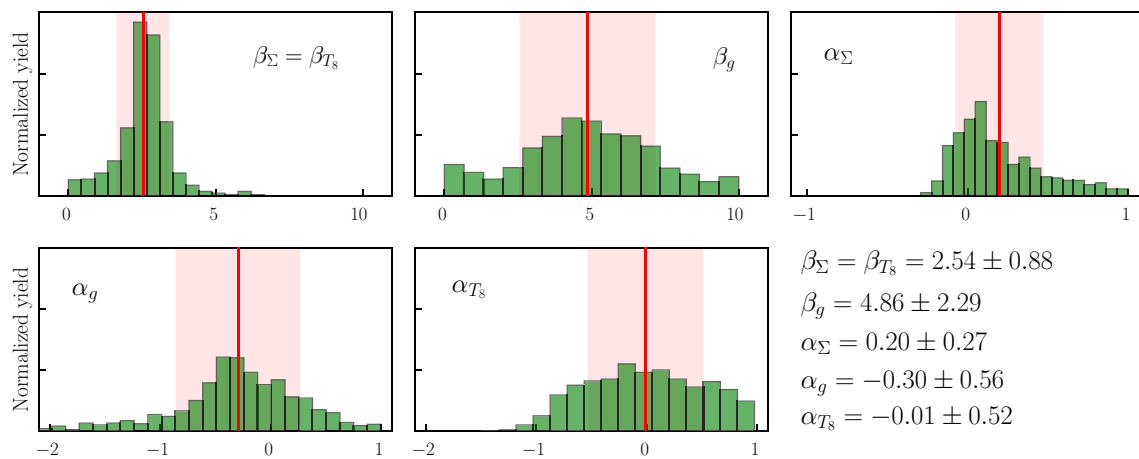 Normalized yield
β_Σ = β_{T_8}
0 5 10
β_g
0 5 10
α_Σ
−1 0 1
Normalized yield
α_g
−2 −1 0 1
α_{T_8}
−2 −1 0 1
β_Σ = β_{T_8} = 2.54 ± 0.88
β_g = 4.86 ± 2.29
α_Σ = 0.20 ± 0.27
α_g = −0.30 ± 0.56
α_{T_8} = −0.01 ± 0.52